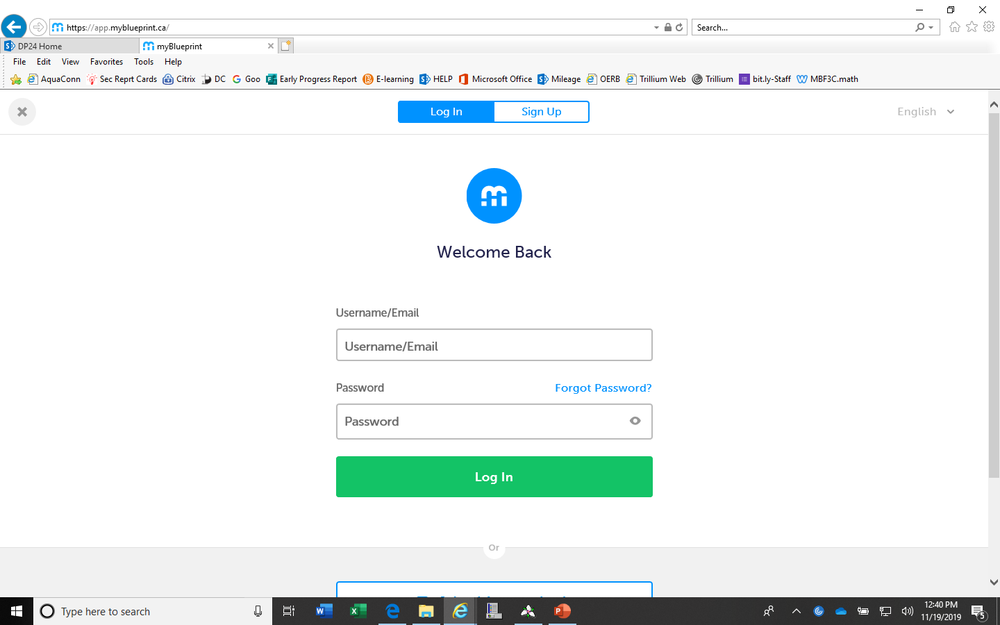 https://app.myblueprint.ca/
Search...
DP24 Home
myBlueprint
File Edit View Favorites Tools Help
AquaConn Sec Reprt Cards Citrix DC Goo Early Progress Report E-learning HELP Microsoft Office Mileage OERB Trillium Web Trillium bit.ly-Staff MBF3C.math
Log In Sign Up English
Welcome Back
Username/Email
Username/Email
Password Forgot Password?
Password
Log In
Or
Type here to search
12:40 PM
11/19/2019
5